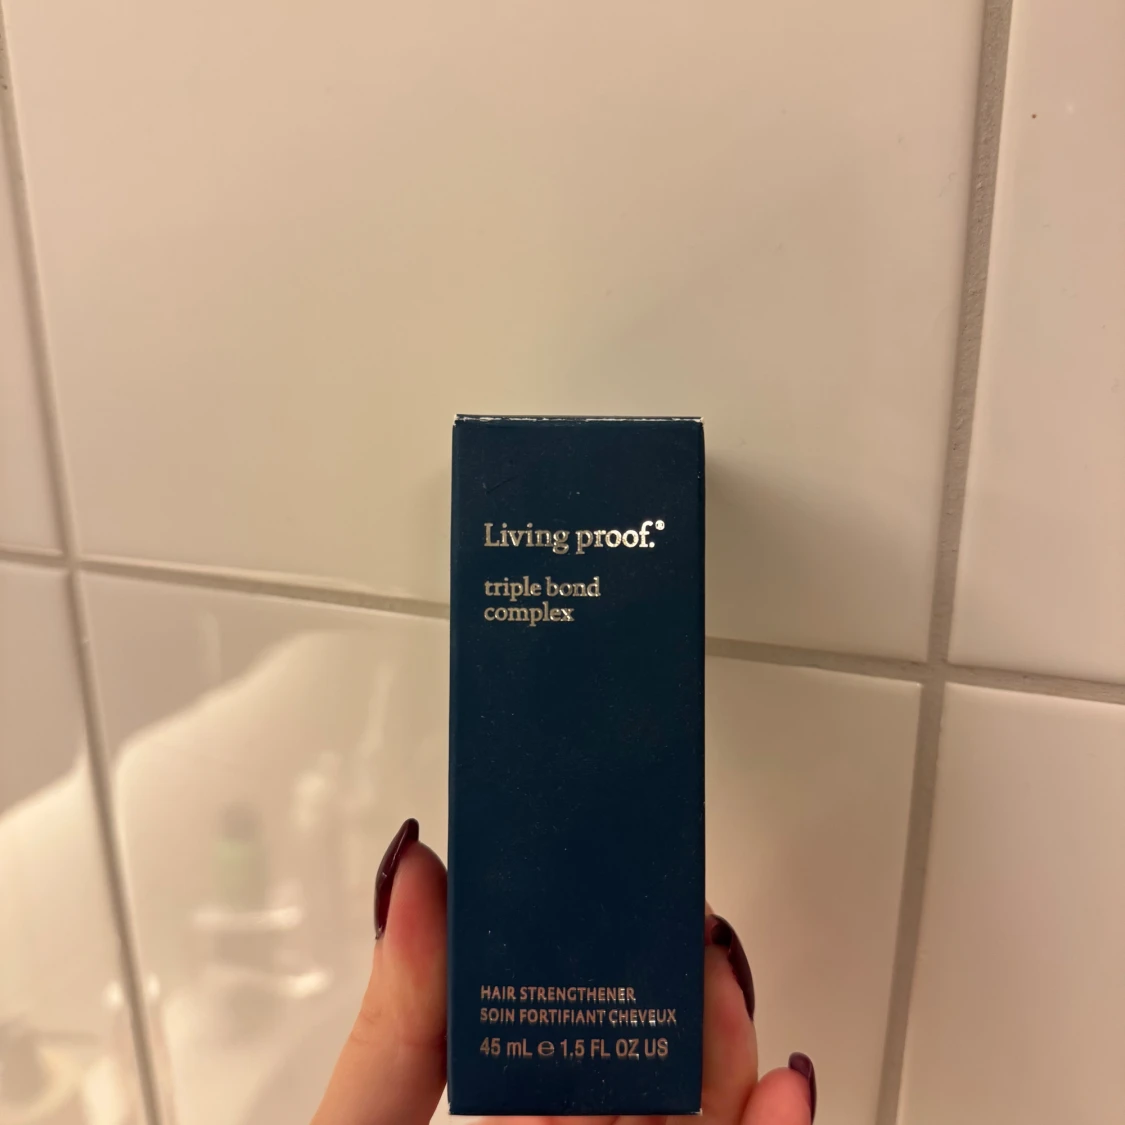 Living proof.®
triple bond
complex
HAIR STRENGTHENER
SOIN FORTIFIANT CHEVEUX
45 mL ℮ 1.5 FL OZ US